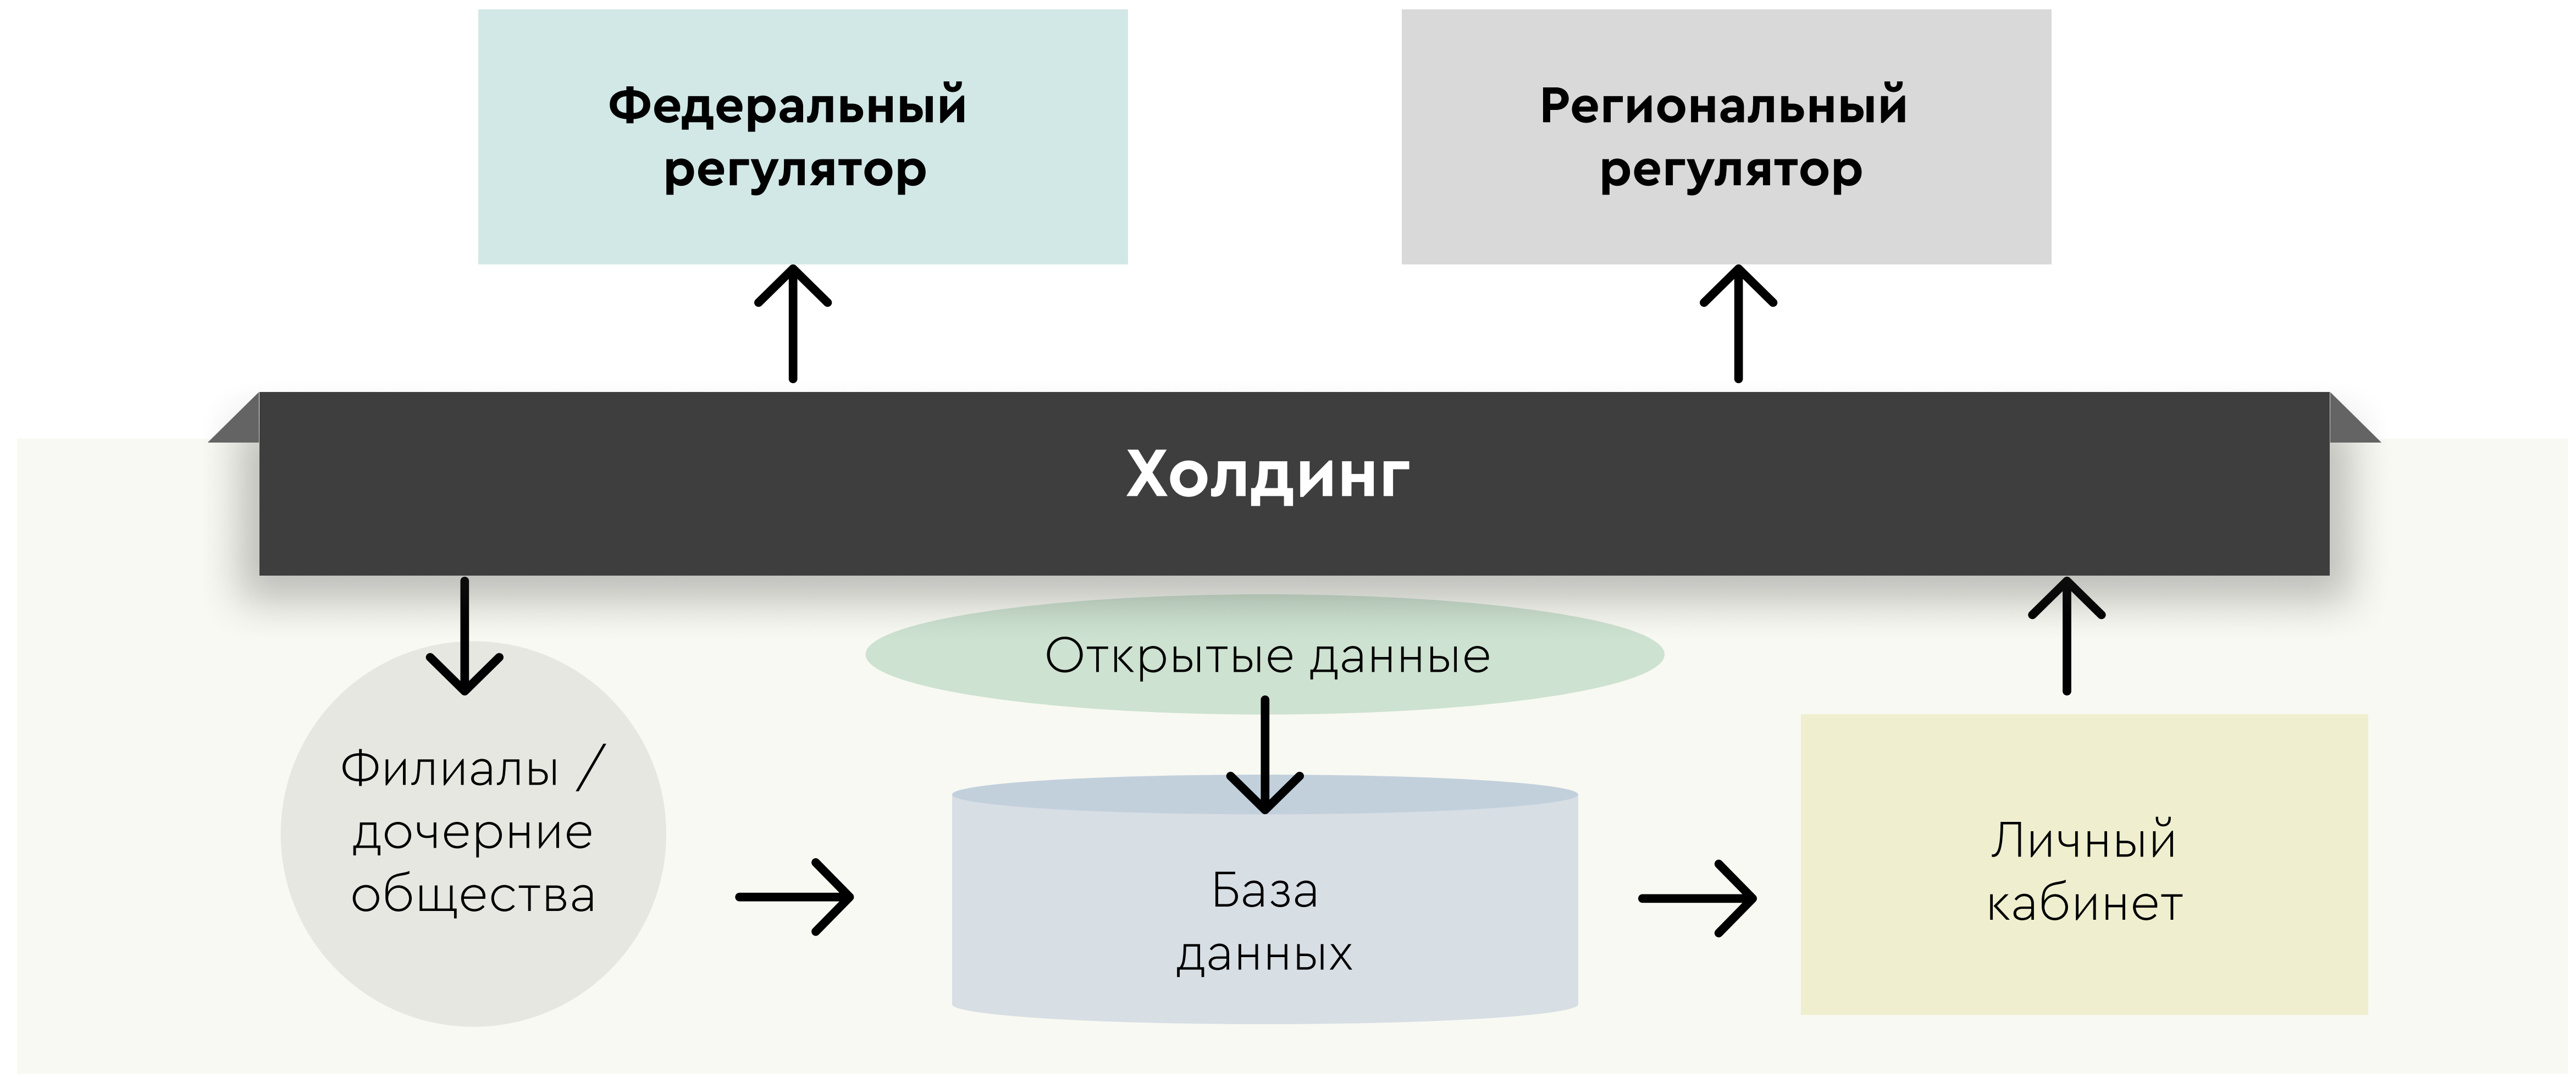 Федеральный
регулятор
Региональный
регулятор
Холдинг
Открытые данные
Филиалы /
дочерние
общества
База
данных
Личный
кабинет